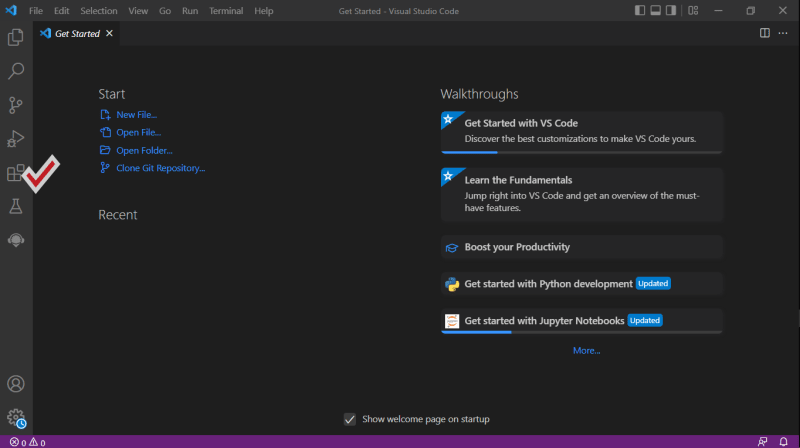 File Edit Selection View Go Run Terminal Help
Get Started - Visual Studio Code
Get Started
Start
New File...
Open File...
Open Folder...
Clone Git Repository...
Recent
Walkthroughs
Get Started with VS Code
Discover the best customizations to make VS Code yours.
Learn the Fundamentals
Jump right into VS Code and get an overview of the must-
have features.
Boost your Productivity
Get started with Python development Updated
Get started with Jupyter Notebooks Updated
More...
Show welcome page on startup
0 0